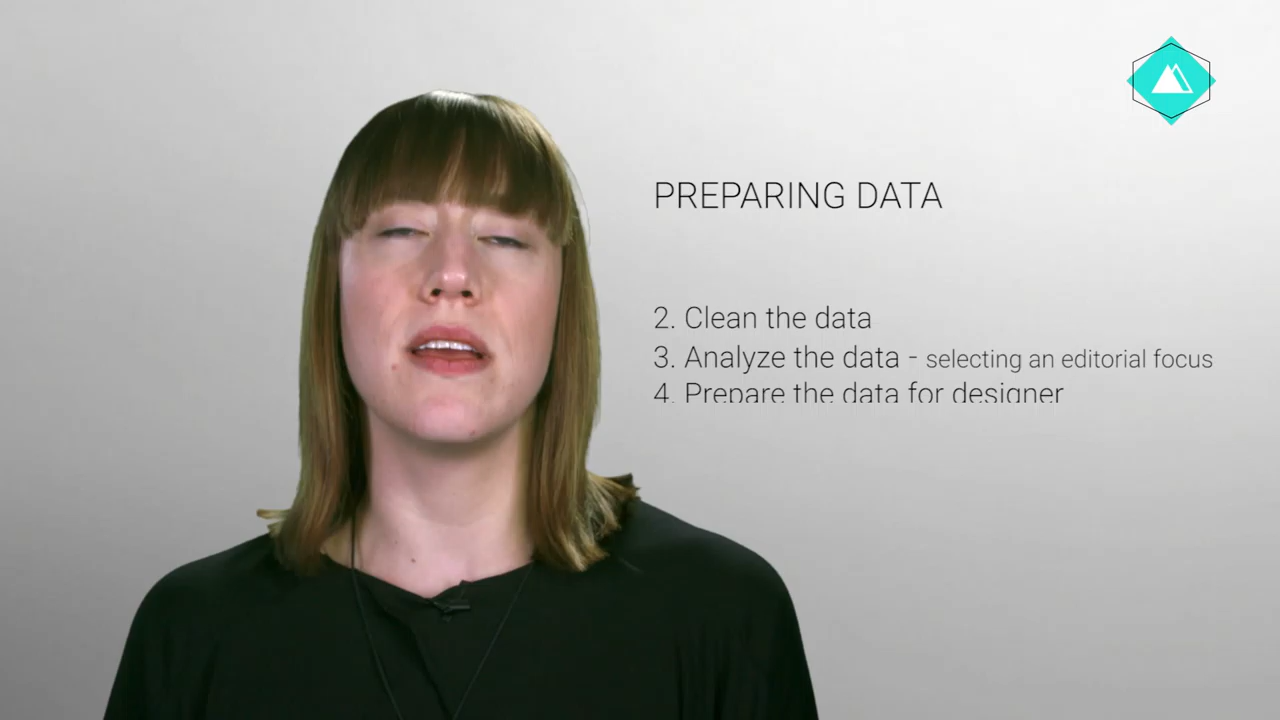 PREPARING DATA
2. Clean the data
3. Analyze the data - selecting an editorial focus
4. Prepare the data for designer